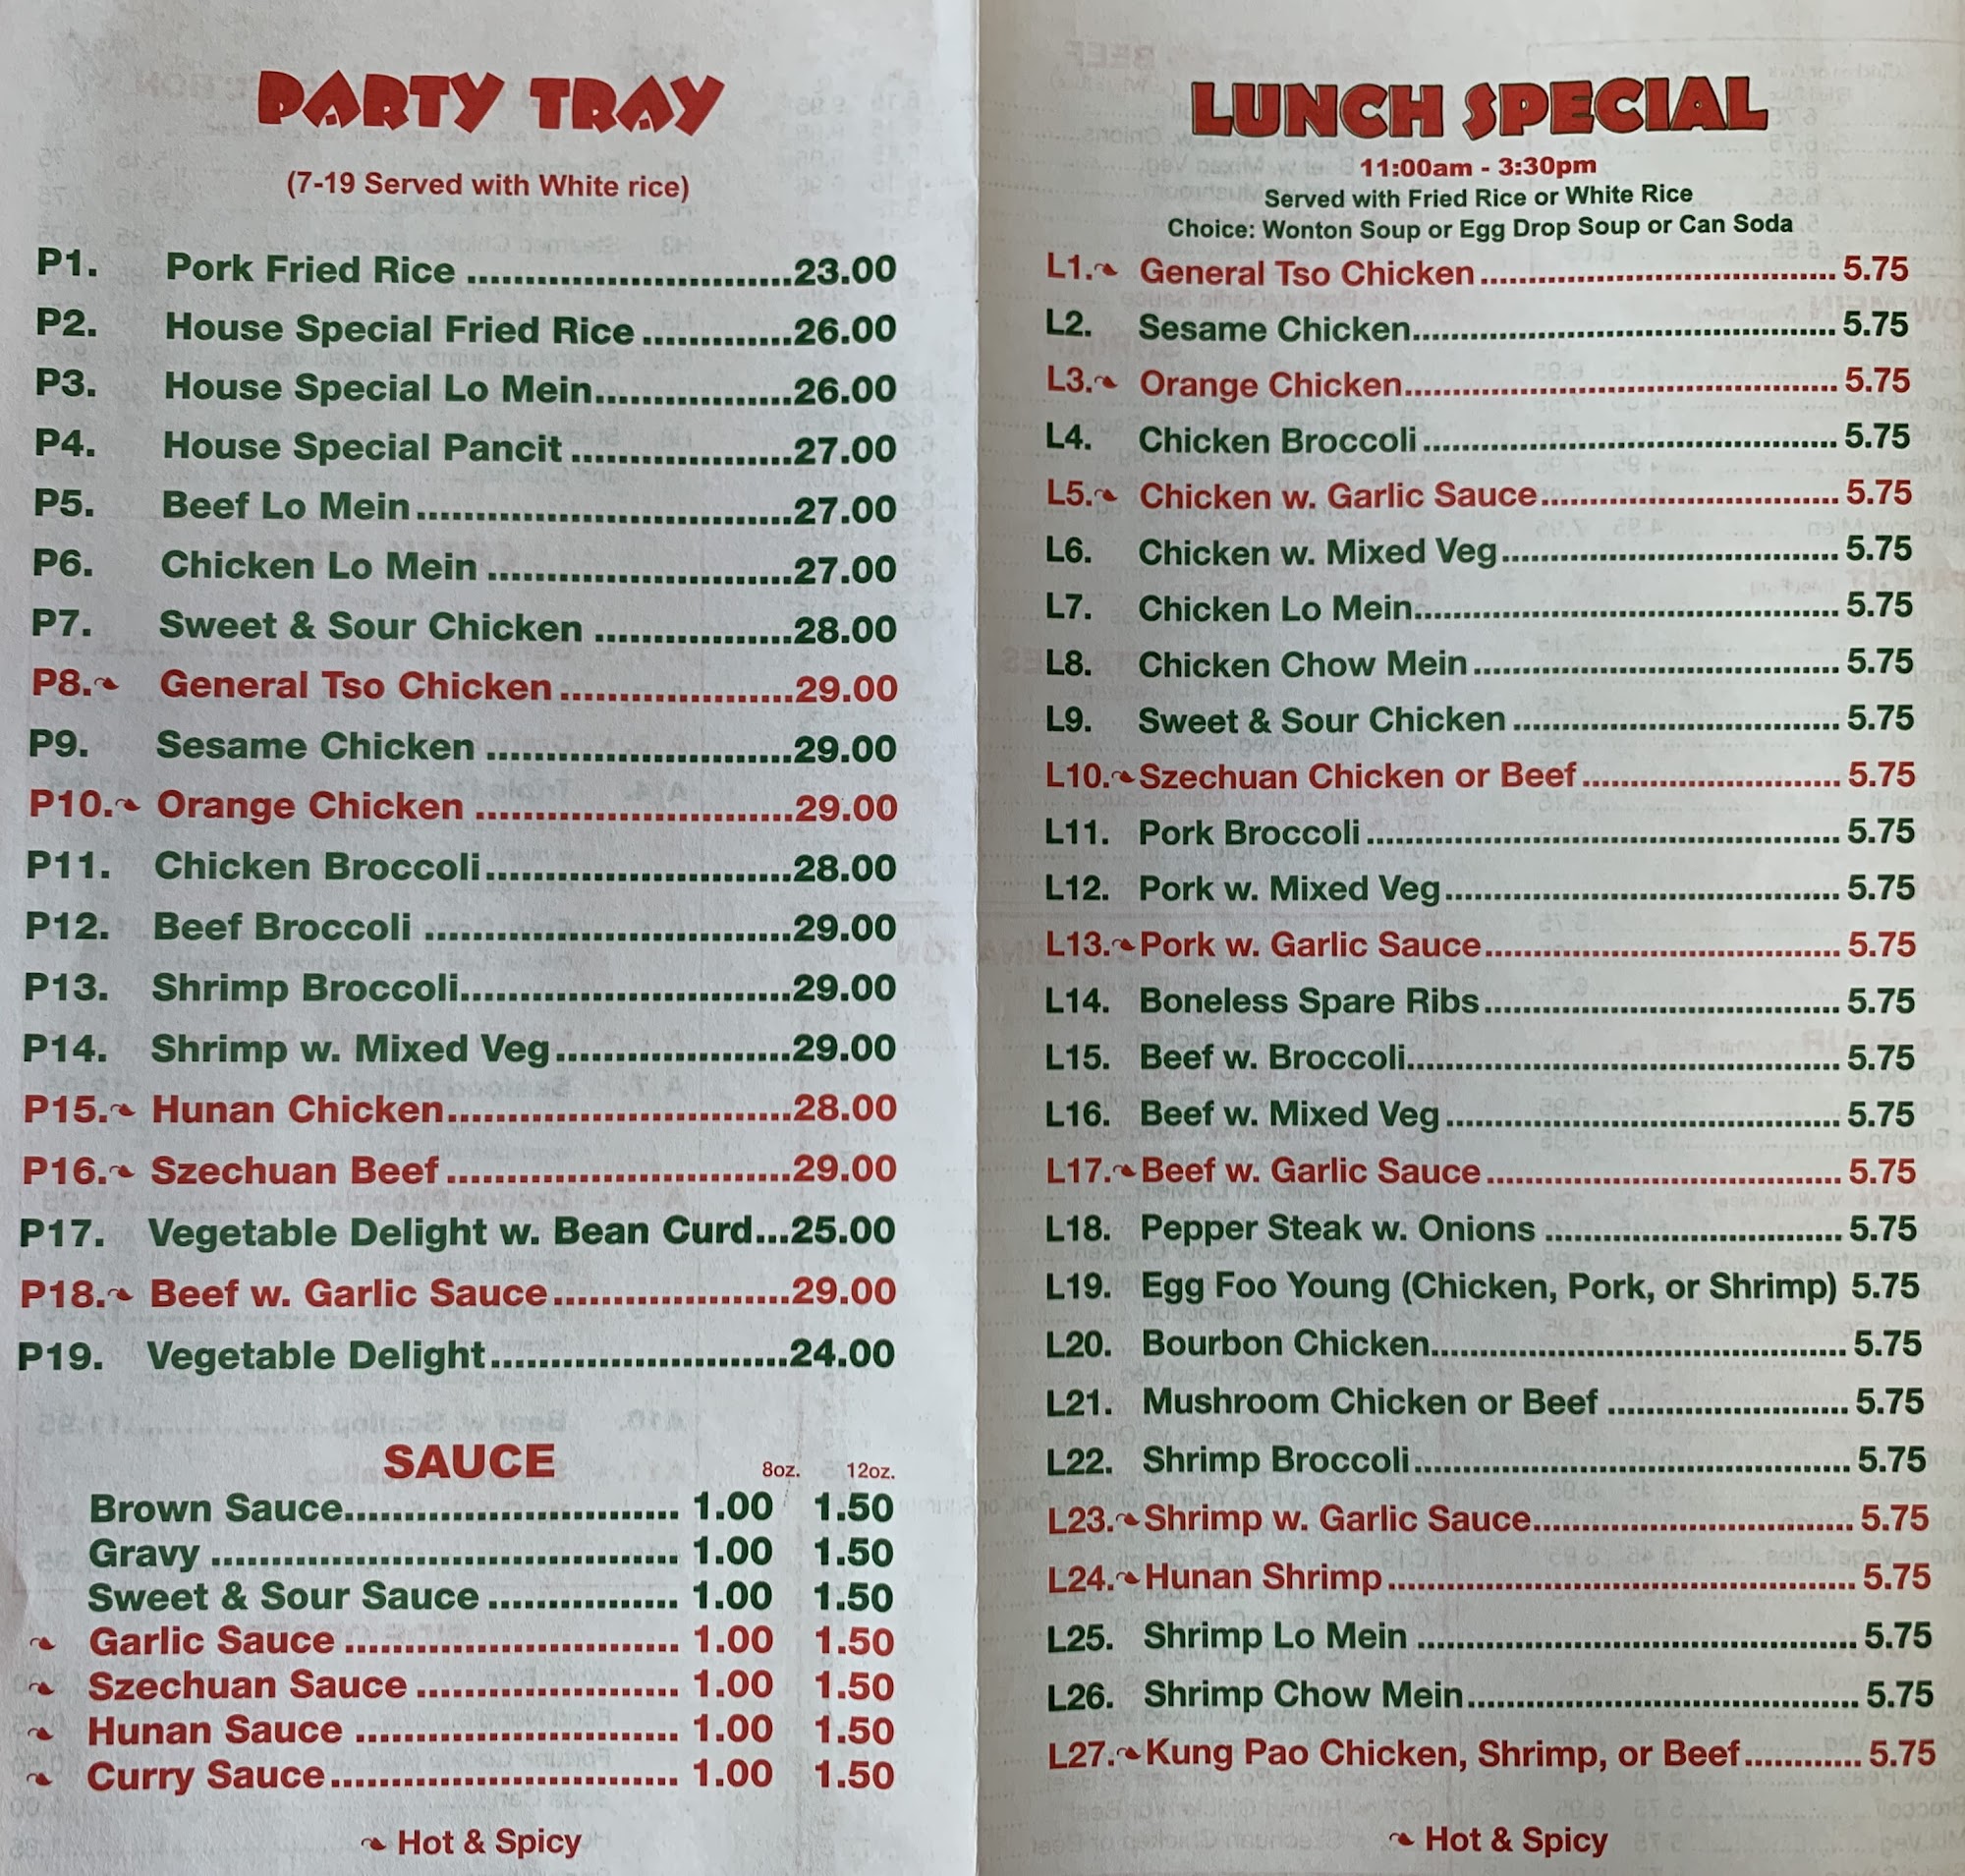 PARTY TRAY
(7-19 Served with White rice)
P1. Pork Fried Rice ...........................23.00
P2. House Special Fried Rice .............26.00
P3. House Special Lo Mein................26.00
P4. House Special Pancit ..................27.00
P5. Beef Lo Mein...............................27.00
P6. Chicken Lo Mein .........................27.00
P7. Sweet & Sour Chicken ................28.00
P8. General Tso Chicken ...................29.00
P9. Sesame Chicken .........................29.00
P10. Orange Chicken ..........................29.00
P11. Chicken Broccoli.........................28.00
P12. Beef Broccoli ..............................29.00
P13. Shrimp Broccoli...........................29.00
P14. Shrimp w. Mixed Veg...................29.00
P15. Hunan Chicken............................28.00
P16. Szechuan Beef ............................29.00
P17. Vegetable Delight w. Bean Curd...25.00
P18. Beef w. Garlic Sauce ...................29.00
P19. Vegetable Delight.........................24.00
SAUCE 8oz. 12oz.
Brown Sauce............................ 1.00 1.50
Gravy ....................................... 1.00 1.50
Sweet & Sour Sauce ................ 1.00 1.50
Garlic Sauce ............................ 1.00 1.50
Szechuan Sauce ...................... 1.00 1.50
Hunan Sauce ........................... 1.00 1.50
Curry Sauce............................. 1.00 1.50
Hot & Spicy
LUNCH SPECIAL
11:00am - 3:30pm
Served with Fried Rice or White Rice
Choice: Wonton Soup or Egg Drop Soup or Can Soda
L1. General Tso Chicken .................................... 5.75
L2. Sesame Chicken........................................... 5.75
L3. Orange Chicken............................................ 5.75
L4. Chicken Broccoli .......................................... 5.75
L5. Chicken w. Garlic Sauce .............................. 5.75
L6. Chicken w. Mixed Veg.................................. 5.75
L7. Chicken Lo Mein........................................... 5.75
L8. Chicken Chow Mein ..................................... 5.75
L9. Sweet & Sour Chicken ................................. 5.75
L10. Szechuan Chicken or Beef .......................... 5.75
L11. Pork Broccoli ................................................ 5.75
L12. Pork w. Mixed Veg........................................ 5.75
L13. Pork w. Garlic Sauce.................................... 5.75
L14. Boneless Spare Ribs .................................... 5.75
L15. Beef w. Broccoli............................................ 5.75
L16. Beef w. Mixed Veg ........................................ 5.75
L17. Beef w. Garlic Sauce .................................... 5.75
L18. Pepper Steak w. Onions .............................. 5.75
L19. Egg Foo Young (Chicken, Pork, or Shrimp) 5.75
L20. Bourbon Chicken.......................................... 5.75
L21. Mushroom Chicken or Beef ........................ 5.75
L22. Shrimp Broccoli ............................................ 5.75
L23. Shrimp w. Garlic Sauce................................ 5.75
L24. Hunan Shrimp ............................................... 5.75
L25. Shrimp Lo Mein ............................................ 5.75
L26. Shrimp Chow Mein....................................... 5.75
L27. Kung Pao Chicken, Shrimp, or Beef............ 5.75
Hot & Spicy